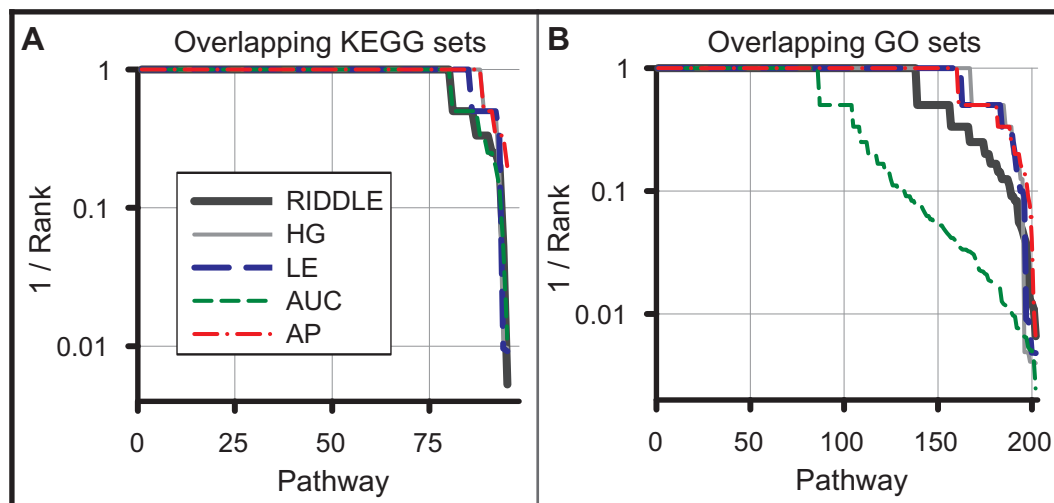 A
Overlapping KEGG sets
1
0.1
0.01
1 / Rank
RIDDLE
HG
LE
AUC
AP
0
25
50
75
Pathway
B
Overlapping GO sets
1
0.1
0.01
1 / Rank
0
50
100
150
200
Pathway